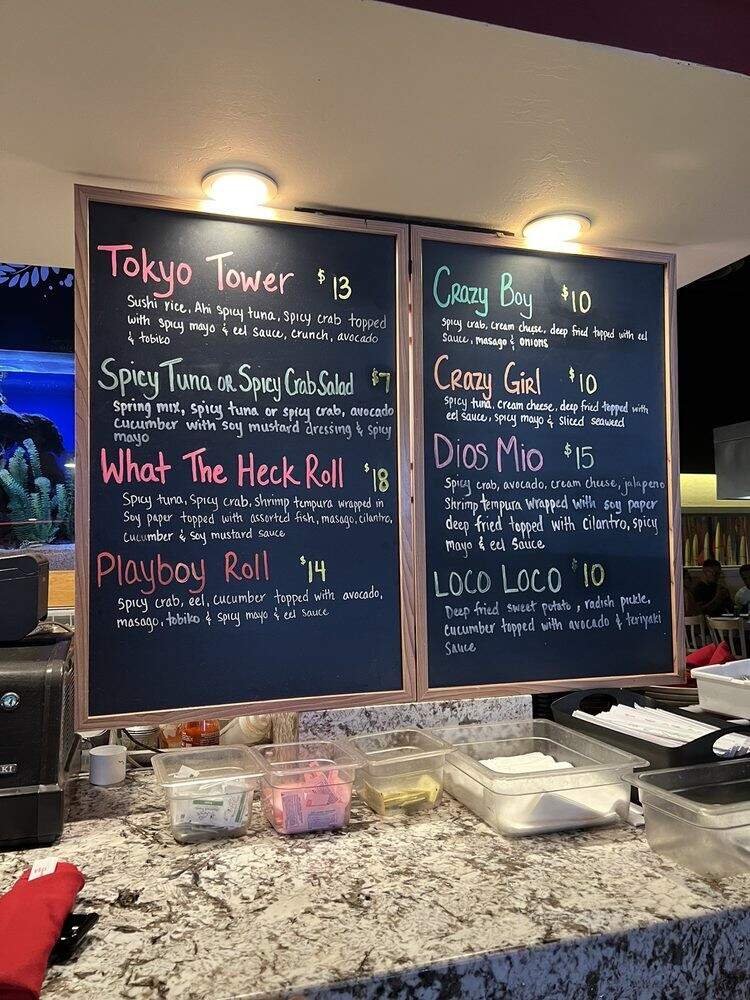 Tokyo Tower $13
Sushi rice, Ahi spicy tuna, spicy crab topped
with spicy mayo & eel sauce, crunch, avocado
& tobiko
Spicy Tuna or Spicy Crab Salad $7
Spring mix, spicy tuna or spicy crab, avocado
cucumber with soy mustard dressing & spicy
mayo
What The Heck Roll $18
Spicy tuna, Spicy crab, shrimp tempura wrapped in
Soy paper topped with assorted fish, masago, cilantro,
cucumber & soy mustard sauce
Playboy Roll $14
Spicy crab, eel, cucumber topped with avocado,
masago, tobiko & spicy mayo & eel sauce
Crazy Boy $10
Spicy crab, cream cheese, deep fried topped with eel
Sauce, masago & onions
Crazy Girl $10
Spicy tuna, cream cheese, deep fried topped with
eel sauce, spicy mayo & sliced seaweed
Dios Mio $15
Spicy crab, avocado, cream cheese, jalapeno
Shrimp tempura wrapped with soy paper
deep fried topped with cilantro, spicy
mayo & eel Sauce
Loco Loco $10
Deep fried sweet potato, radish pickle,
cucumber topped with avocado & teriyaki
Sauce